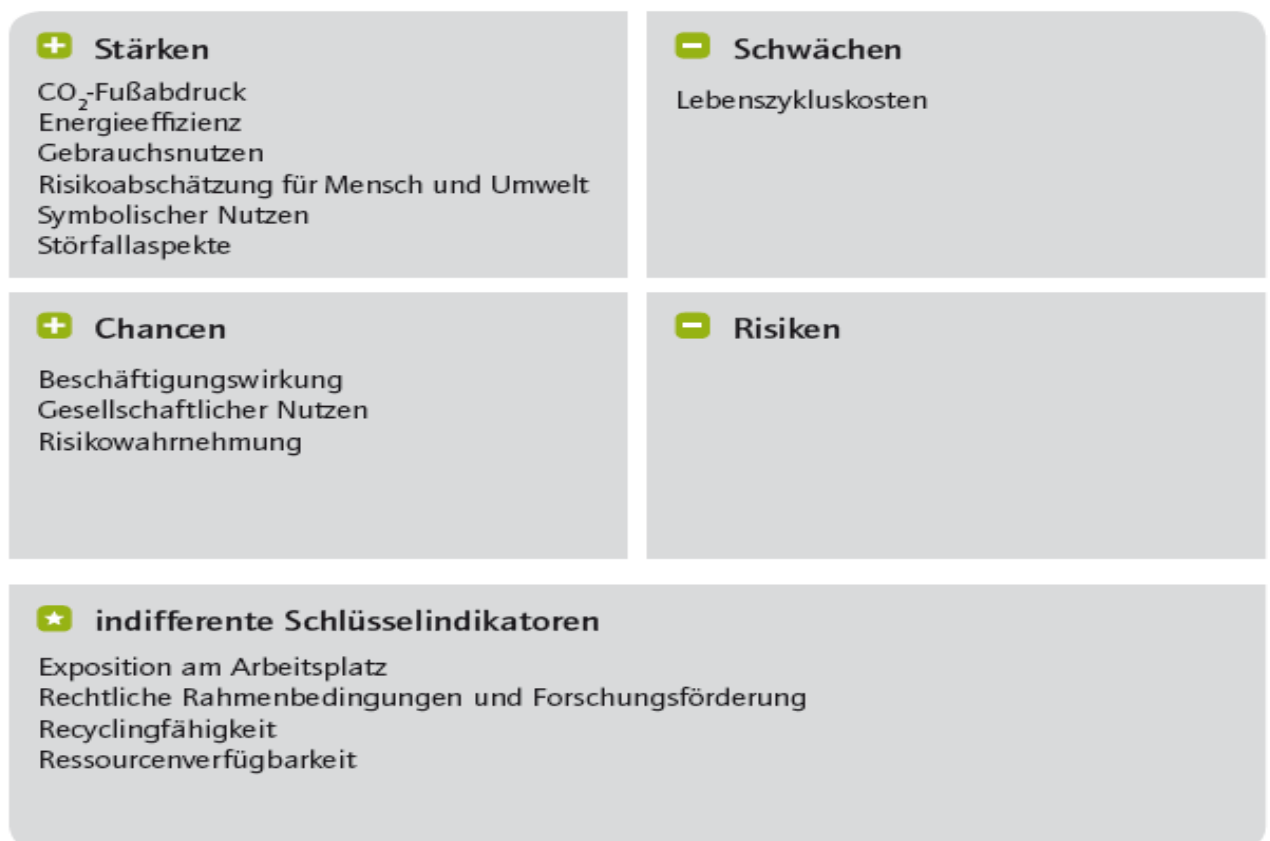 Stärken
CO₂-Fußabdruck
Energieeffizienz
Gebrauchsnutzen
Risikoabschätzung für Mensch und Umwelt
Symbolischer Nutzen
Störfallaspekte
Schwächen
Lebenszykluskosten
Chancen
Beschäftigungswirkung
Gesellschaftlicher Nutzen
Risikowahrnehmung
Risiken
indifferente Schlüsselindikatoren
Exposition am Arbeitsplatz
Rechtliche Rahmenbedingungen und Forschungsförderung
Recyclingfähigkeit
Ressourcenverfügbarkeit